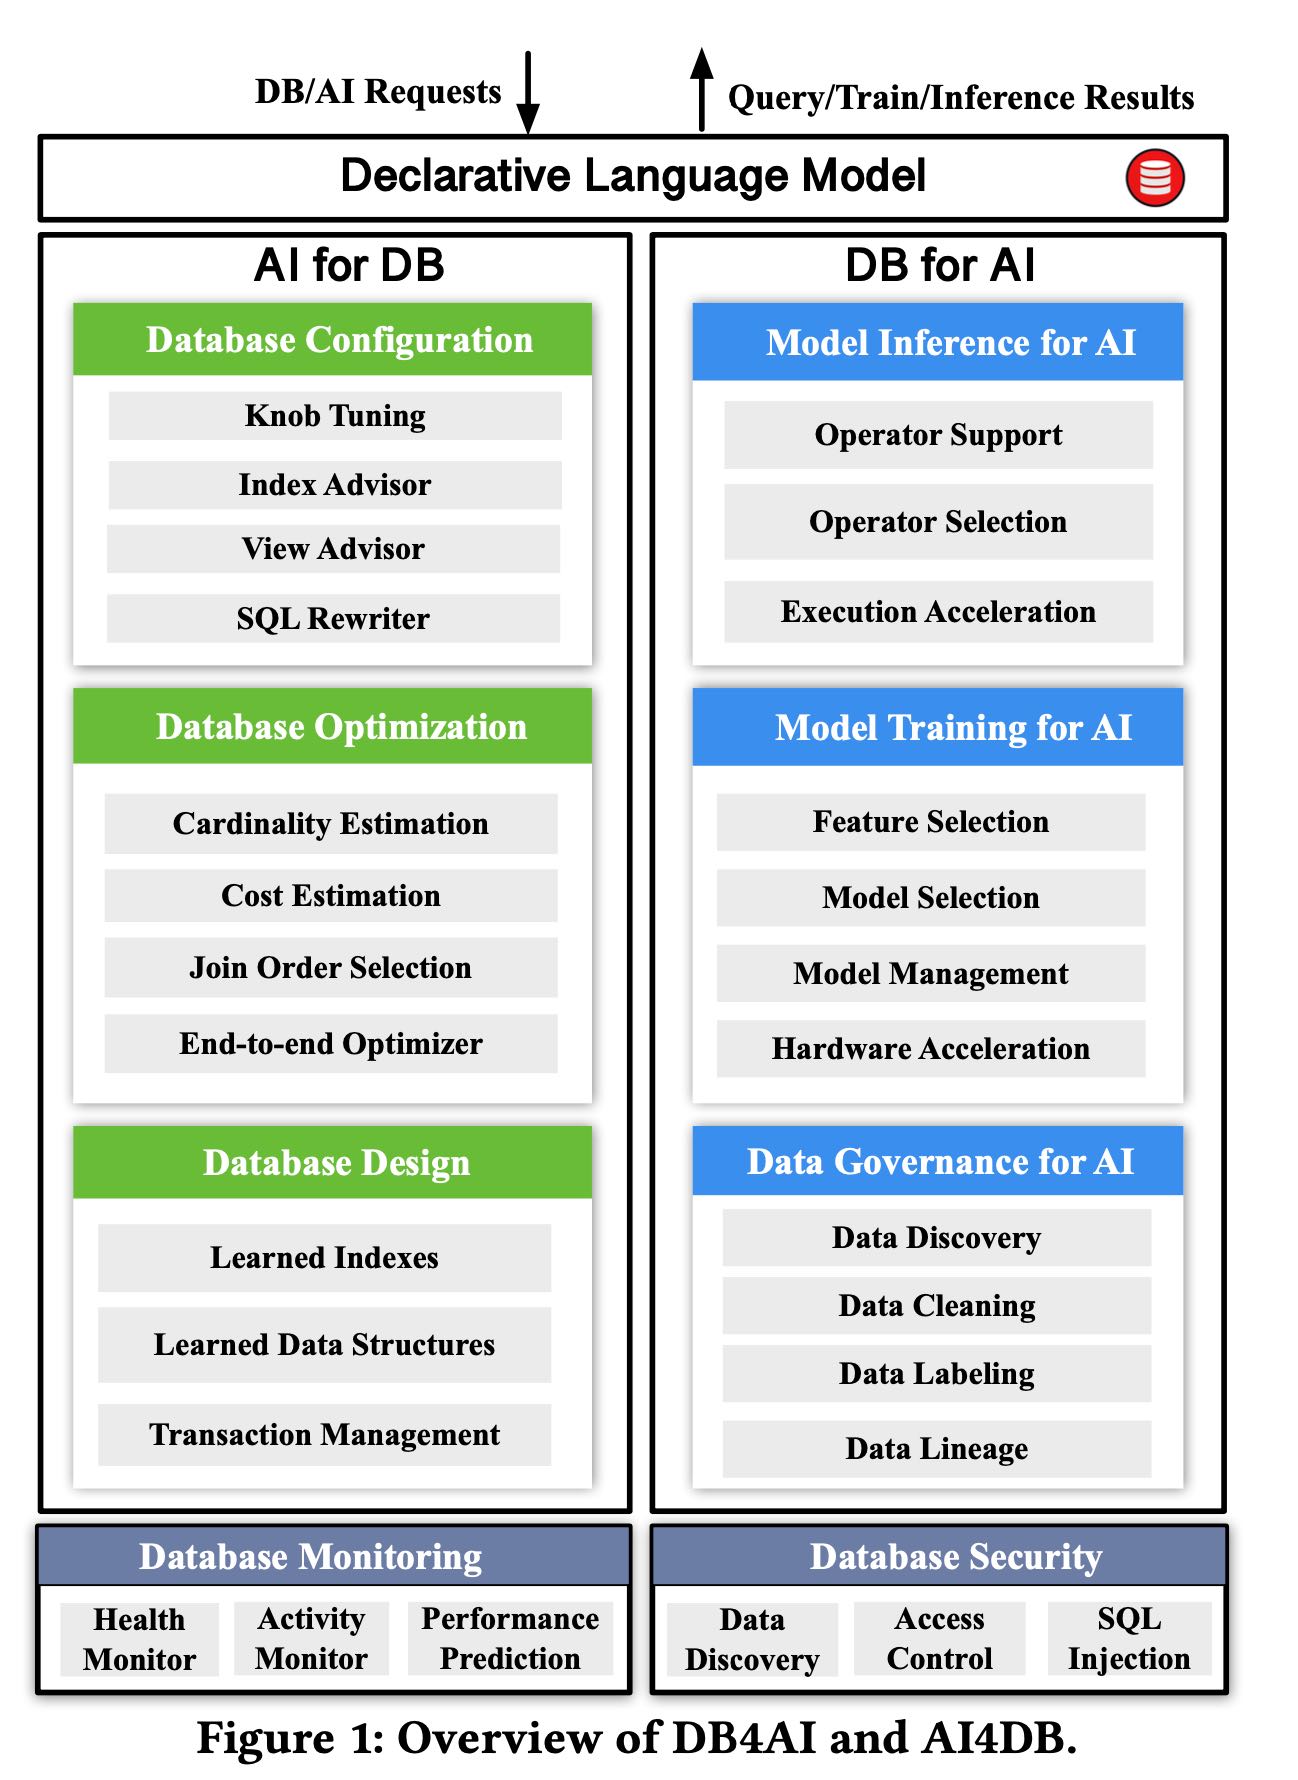 DB/AI Requests
Query/Train/Inference Results
Declarative Language Model
AI for DB
Database Configuration
Knob Tuning
Index Advisor
View Advisor
SQL Rewriter
Database Optimization
Cardinality Estimation
Cost Estimation
Join Order Selection
End-to-end Optimizer
Database Design
Learned Indexes
Learned Data Structures
Transaction Management
DB for AI
Model Inference for AI
Operator Support
Operator Selection
Execution Acceleration
Model Training for AI
Feature Selection
Model Selection
Model Management
Hardware Acceleration
Data Governance for AI
Data Discovery
Data Cleaning
Data Labeling
Data Lineage
Database Monitoring
Health
Monitor
Activity
Monitor
Performance
Prediction
Database Security
Data
Discovery
Access
Control
SQL
Injection
Figure 1: Overview of DB4AI and AI4DB.